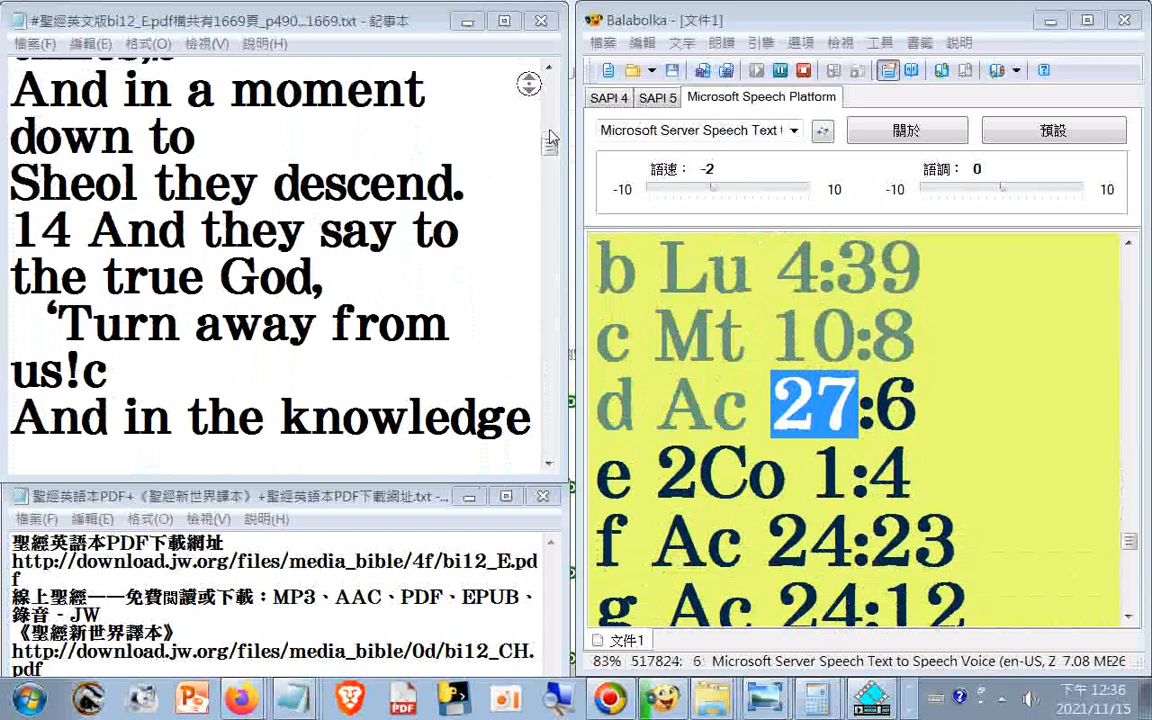 #聖經英文版bi12_E.pdf檔共有1669頁_p490...1669.txt - 記事本
檔案(F) 編輯(E) 格式(O) 檢視(V) 說明(H)
And in a moment
down to
Sheol they descend.
14 And they say to
the true God,
‘Turn away from
us!c
And in the knowledge
聖經英語本PDF+《聖經新世界譯本》+聖經英語本PDF下載網址.txt -...
檔案(F) 編輯(E) 格式(O) 檢視(V) 說明(H)
聖經英語本PDF下載網址
http://download.jw.org/files/media_bible/4f/bi12_E.pd
f
線上聖經——免費閱讀或下載：MP3、AAC、PDF、EPUB、
錄音 - JW
《聖經新世界譯本》
http://download.jw.org/files/media_bible/0d/bi12_CH.
pdf
Balabolka - [文件1]
檔案 編輯 文字 朗讀 引擎 選項 檢視 工具 書籤 說明
SAPI 4 SAPI 5 Microsoft Speech Platform
Microsoft Server Speech Text 關於 預設
語速： -2 語調： 0
-10 10 -10 10
b Lu 4:39
c Mt 10:8
d Ac 27:6
e 2Co 1:4
f Ac 24:23
g Ac 24:12
文件1
83% 517824: 6: Microsoft Server Speech Text to Speech Voice (en-US, Z 7.08 ME26
下午 12:36
2021/11/15